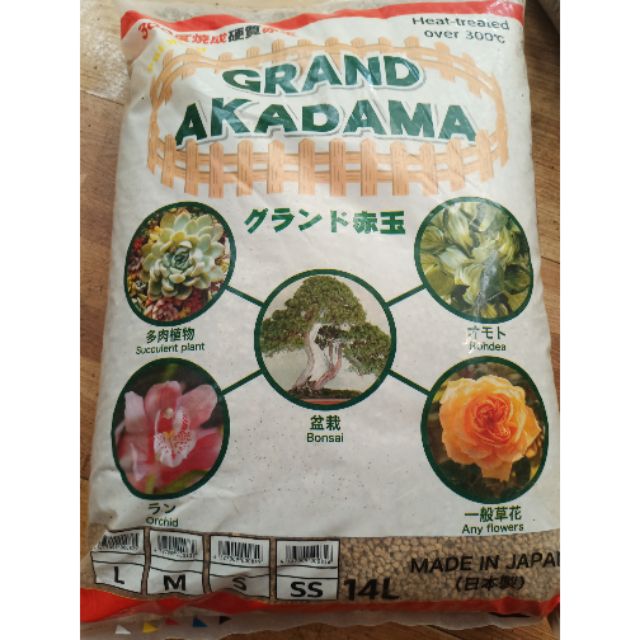 Heat-treated
over 300℃
GRAND
AKADAMA
グランド赤玉
多肉植物
Succulent plant
オモト
Rohdea
盆栽
Bonsai
ラン
Orchid
一般草花
Any flowers
L
M
S
SS
14L
MADE IN JAPAN
(日本製)